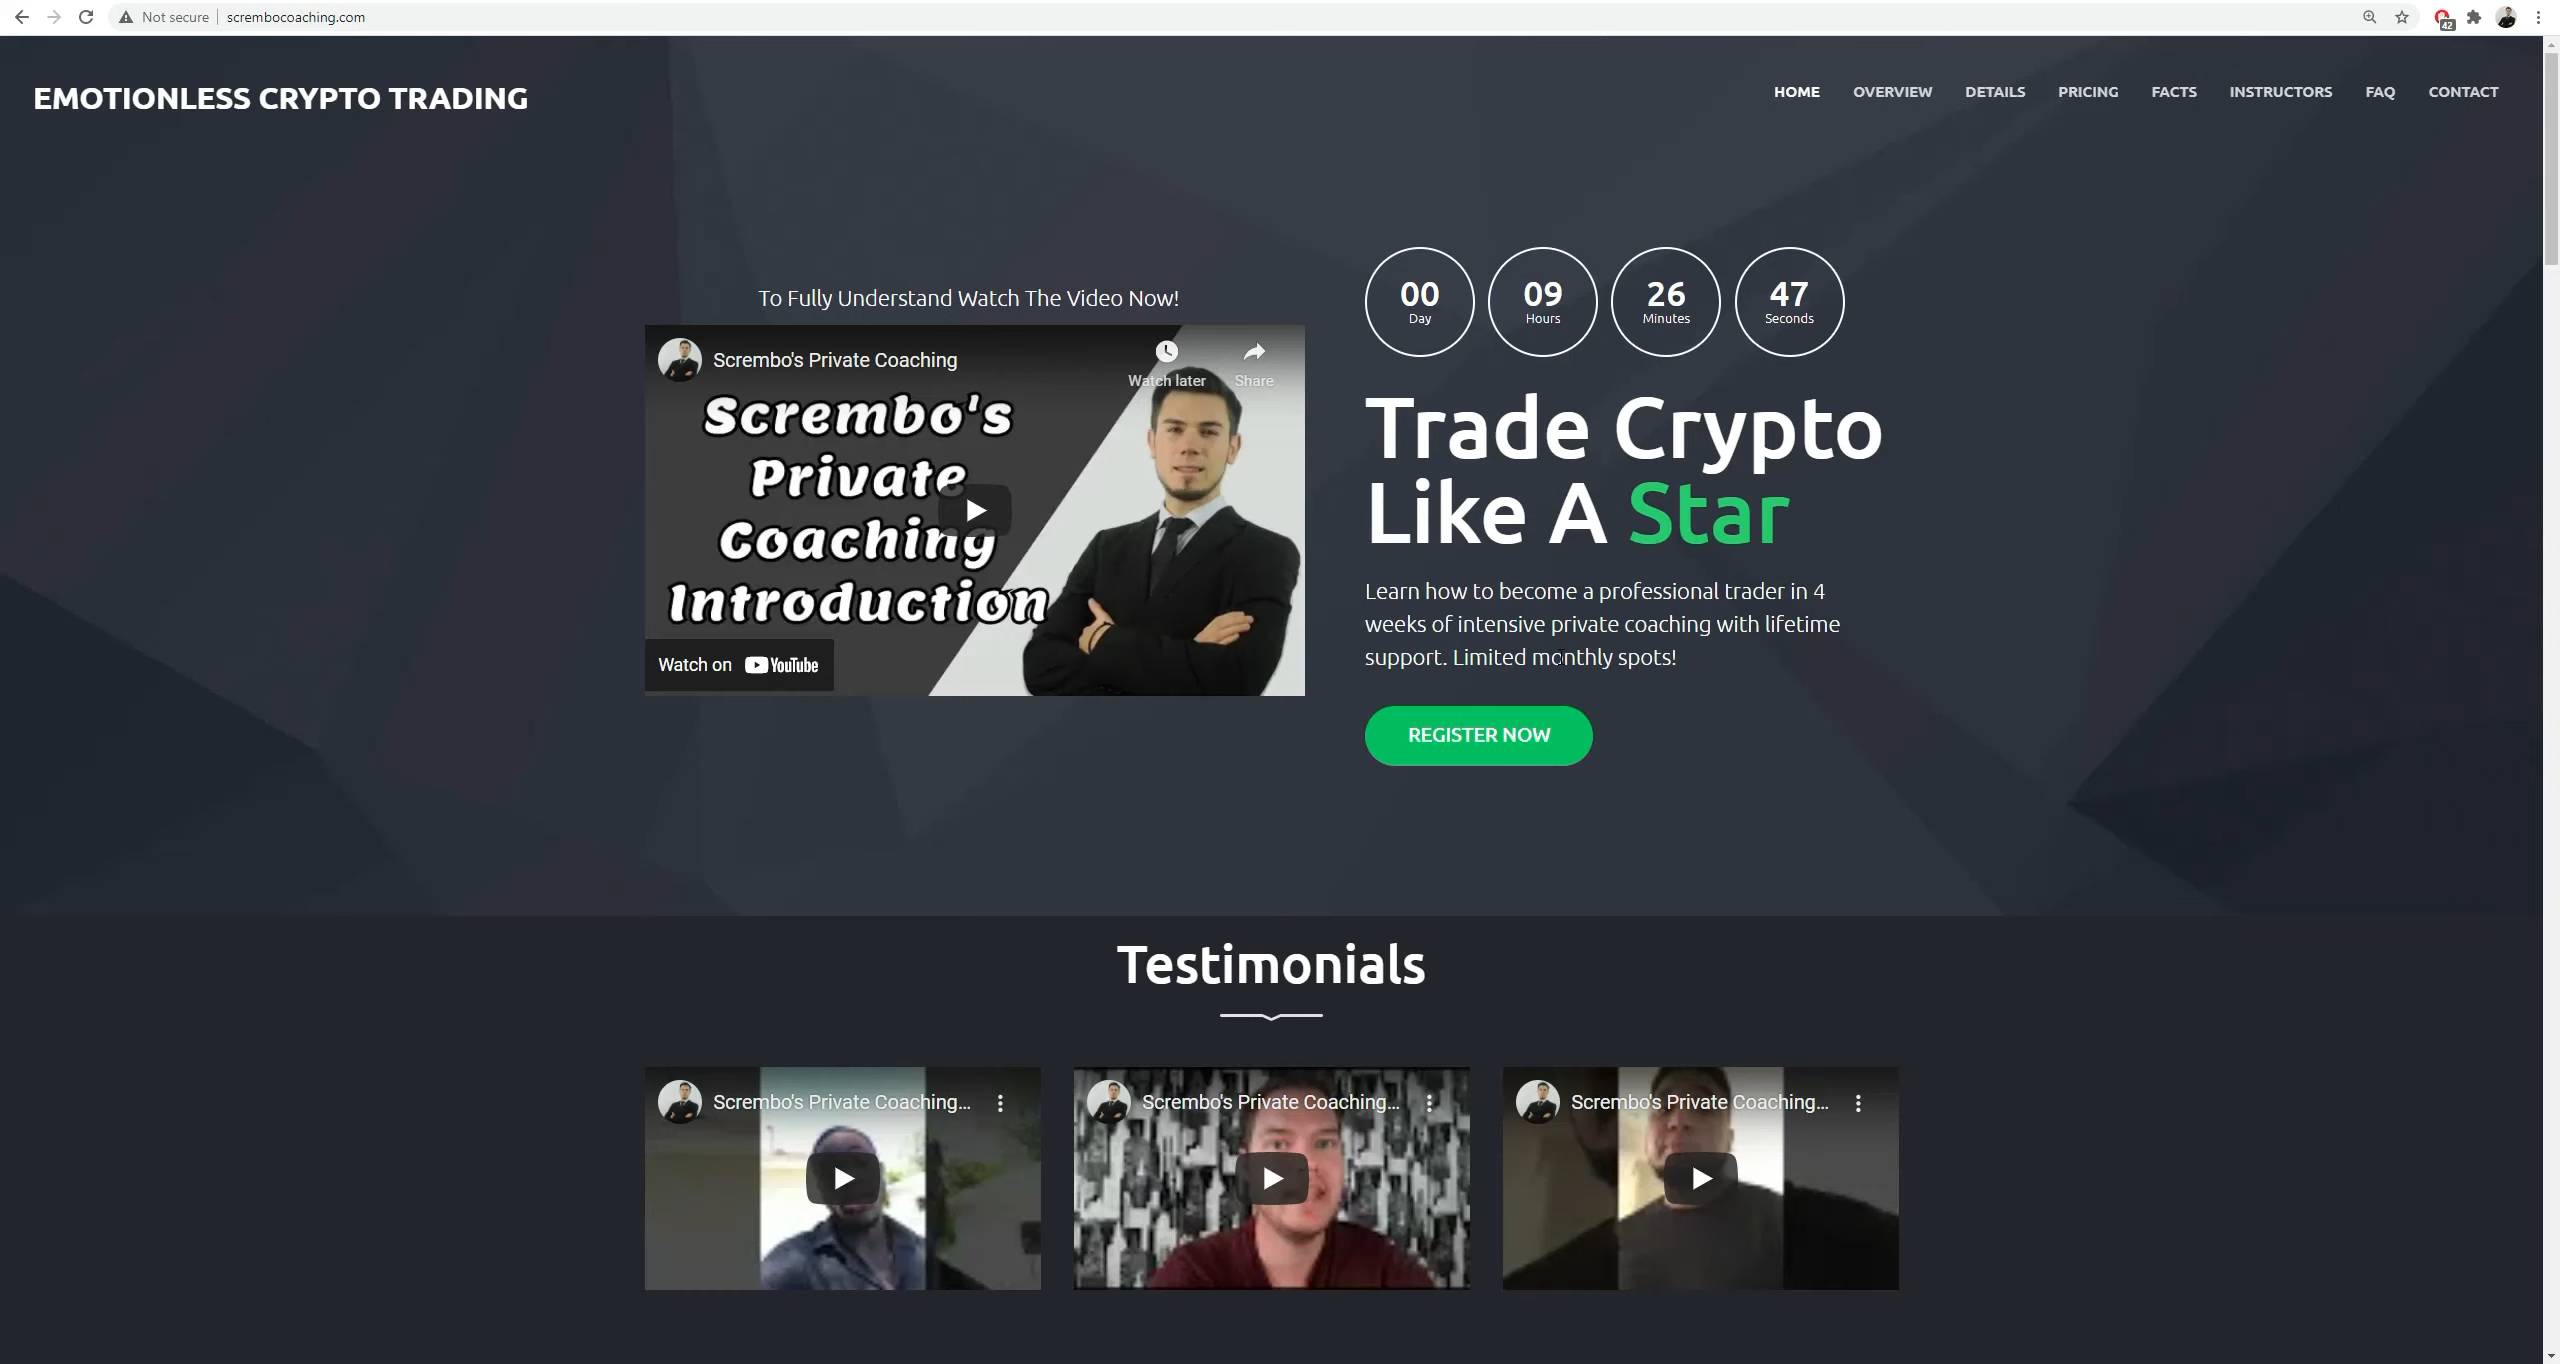 Not secure
scrembocoaching.com
42
EMOTIONLESS CRYPTO TRADING
HOME
OVERVIEW
DETAILS
PRICING
FACTS
INSTRUCTORS
FAQ
CONTACT
To Fully Understand Watch The Video Now!
Scrembo's Private Coaching
Watch later
Share
Scrembo's
Private
Coaching
Introduction
Watch on YouTube
00
Day
09
Hours
26
Minutes
47
Seconds
Trade Crypto
Like A Star
Learn how to become a professional trader in 4
weeks of intensive private coaching with lifetime
support. Limited monthly spots!
REGISTER NOW
Testimonials
Scrembo's Private Coaching...
Scrembo's Private Coaching...
Scrembo's Private Coaching...